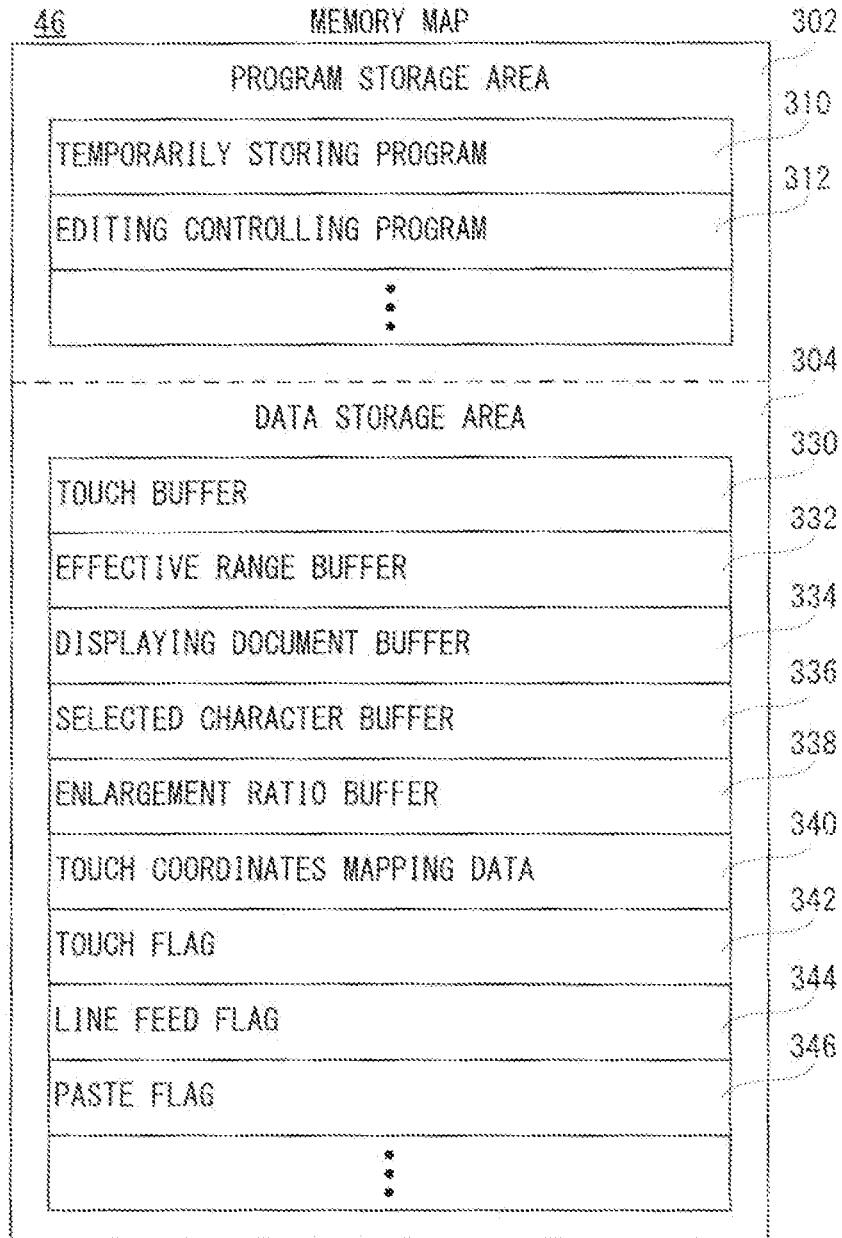 46 MEMORY MAP 302
PROGRAM STORAGE AREA
310
TEMPORARILY STORING PROGRAM
312
EDITING CONTROLLING PROGRAM
304
DATA STORAGE AREA
330
TOUCH BUFFER
332
EFFECTIVE RANGE BUFFER
334
DISPLAYING DOCUMENT BUFFER
336
SELECTED CHARACTER BUFFER
338
ENLARGEMENT RATIO BUFFER
340
TOUCH COORDINATES MAPPING DATA
342
TOUCH FLAG
344
LINE FEED FLAG
346
PASTE FLAG